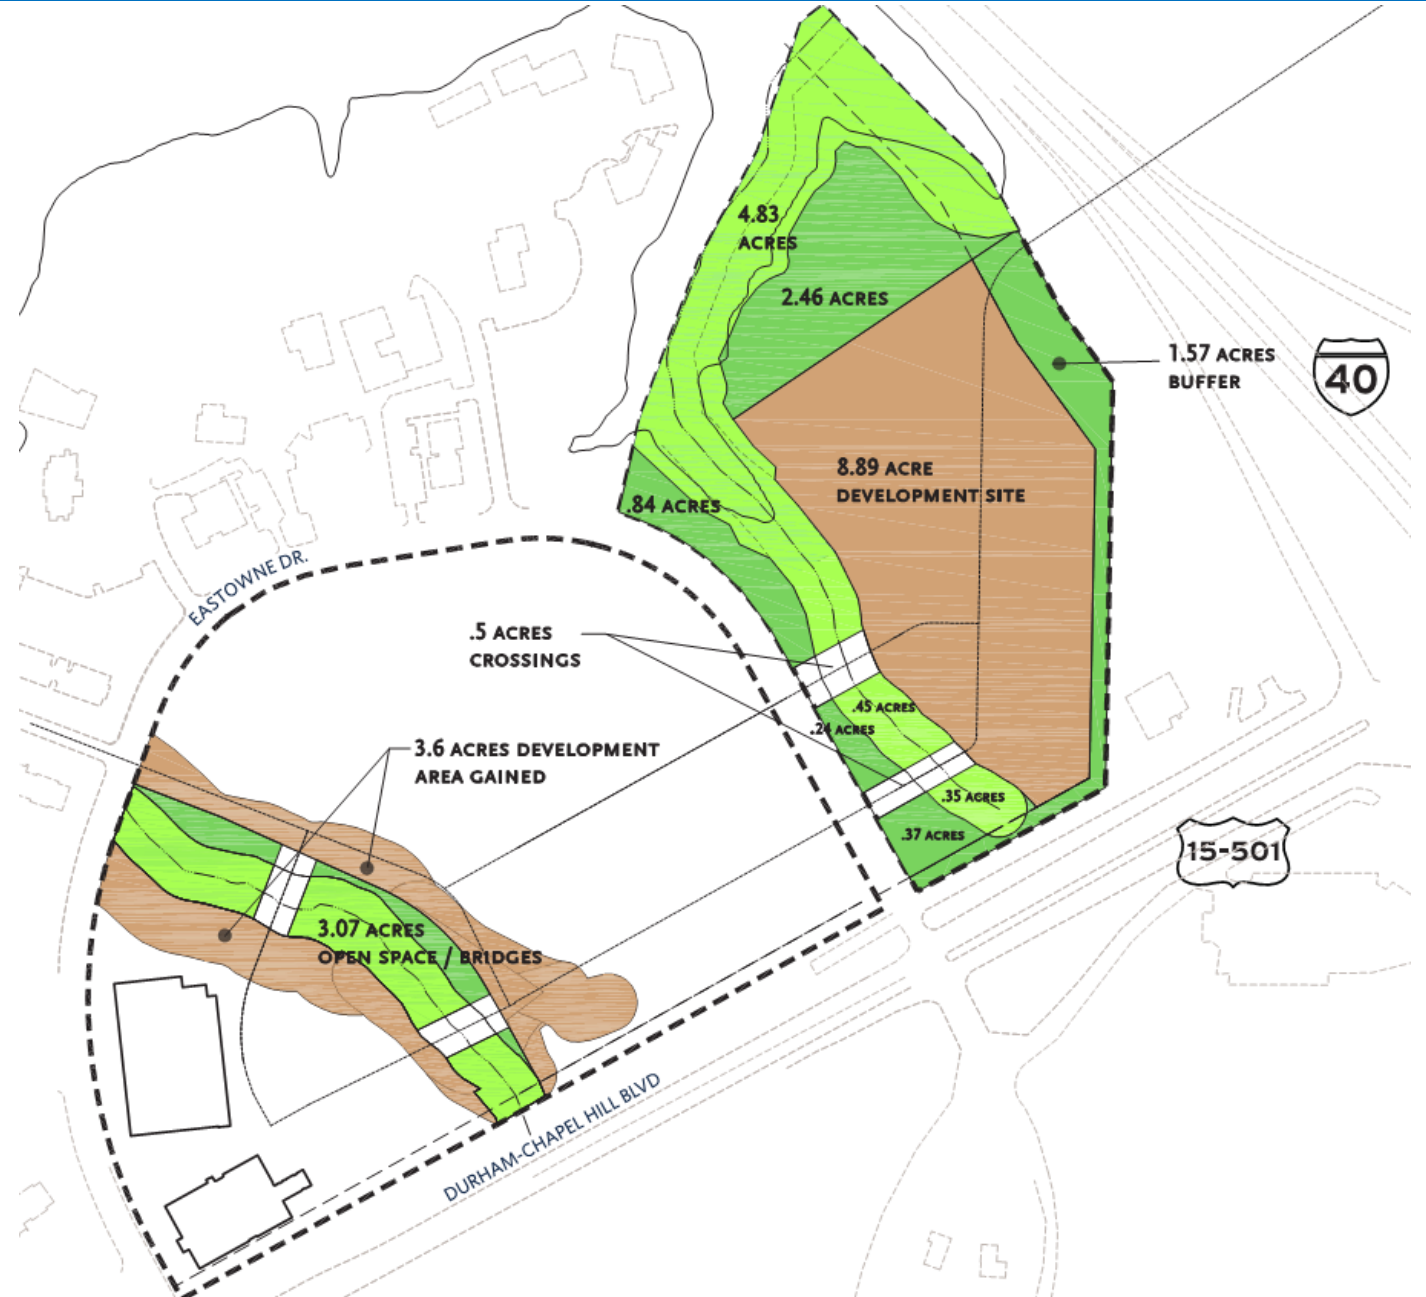 4.83
ACRES
2.46 ACRES
1.57 ACRES
BUFFER
40
8.89 ACRE
DEVELOPMENT SITE
.84 ACRES
EASTOWNE DR.
.5 ACRES
CROSSINGS
.45 ACRES
.24 ACRES
3.6 ACRES DEVELOPMENT
AREA GAINED
.35 ACRES
.37 ACRES
15-501
3.07 ACRES
OPEN SPACE / BRIDGES
DURHAM-CHAPEL HILL BLVD